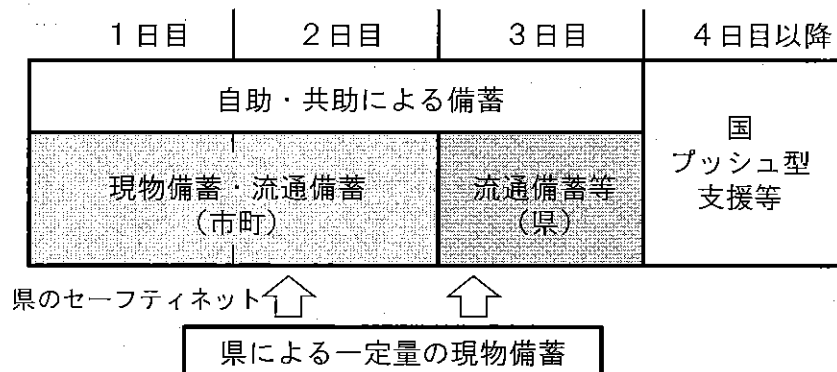 １日目 ２日目 ３日目 ４日目以降
自助・共助による備蓄
国
プッシュ型
支援等
現物備蓄・流通備蓄
（市町）
流通備蓄等
（県）
県のセーフティネット
県による一定量の現物備蓄